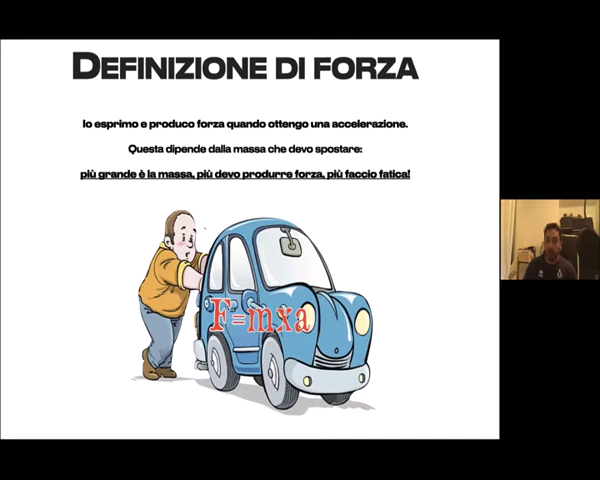 DEFINIZIONE DI FORZA
Io esprimo e produco forza quando ottengo una accelerazione.
Questa dipende dalla massa che devo spostare:
più grande è la massa, più devo produrre forza, più faccio fatica!
F=mxa